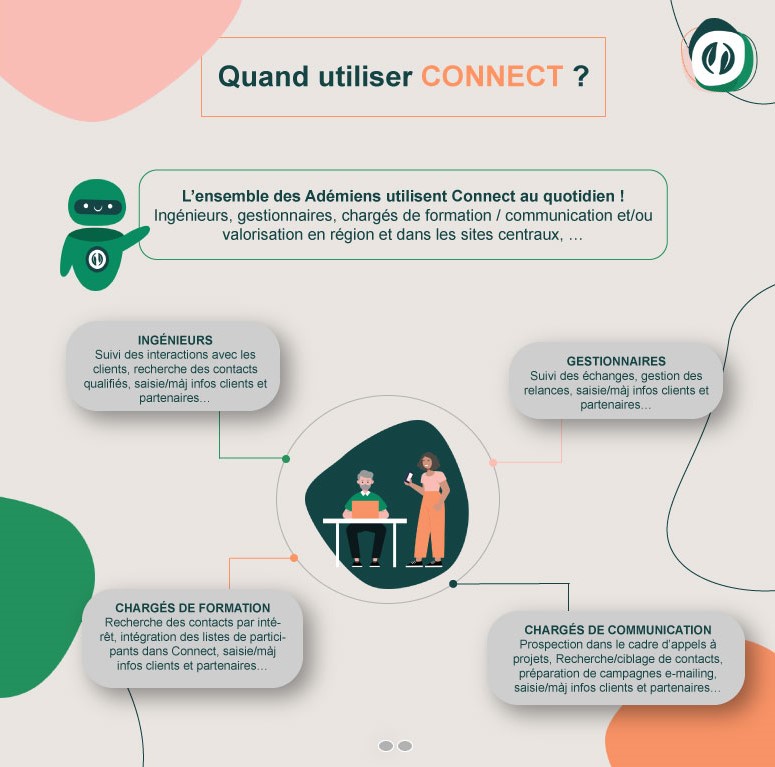 Quand utiliser CONNECT ?
L'ensemble des Adémiens utilisent Connect au quotidien !
Ingénieurs, gestionnaires, chargés de formation / communication et/ou
valorisation en région et dans les sites centraux, …
INGÉNIEURS
Suivi des interactions avec les
clients, recherche des contacts
qualifiés, saisie/màj infos clients et
partenaires…
GESTIONNAIRES
Suivi des échanges, gestion des
relances, saisie/màj infos clients et
partenaires…
CHARGÉS DE FORMATION
Recherche des contacts par inté-
rêt, intégration des listes de partici-
pants dans Connect, saisie/màj
infos clients et partenaires…
CHARGÉS DE COMMUNICATION
Prospection dans le cadre d'appels à
projets, Recherche/ciblage de contacts,
préparation de campagnes e-mailing,
saisie/màj infos clients et partenaires…